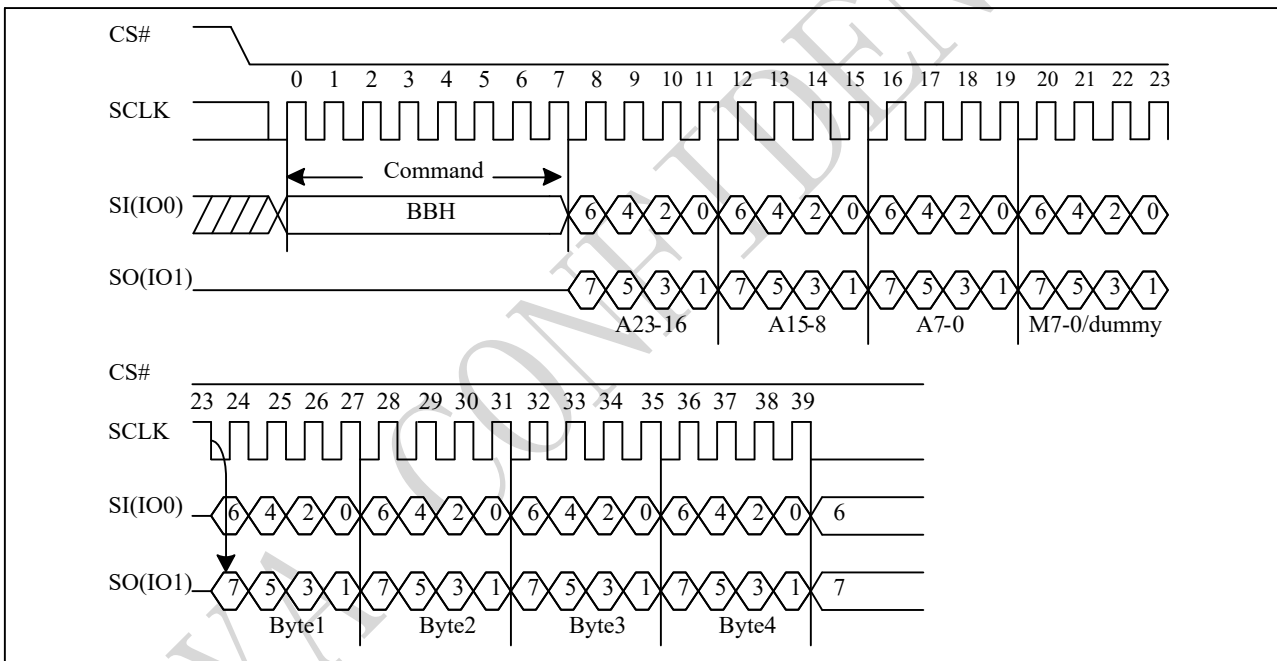 CS#
0 1 2 3 4 5 6 7 8 9 10 11 12 13 14 15 16 17 18 19 20 21 22 23
SCLK
Command
SI(IO0) BBH 6 4 2 0 6 4 2 0 6 4 2 0 6 4 2 0
SO(IO1) 7 5 3 1 7 5 3 1 7 5 3 1 7 5 3 1
A23-16 A15-8 A7-0 M7-0/dummy
CS#
23 24 25 26 27 28 29 30 31 32 33 34 35 36 37 38 39
SCLK
SI(IO0) 6 4 2 0 6 4 2 0 6 4 2 0 6 4 2 0 6
SO(IO1) 7 5 3 1 7 5 3 1 7 5 3 1 7 5 3 1 7
Byte1 Byte2 Byte3 Byte4